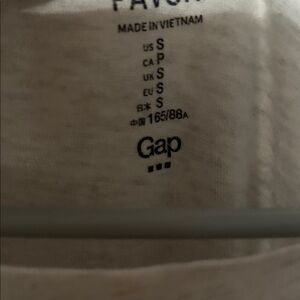 MADE IN VIETNAM
US S
CA P
UK S
EU S
日本 S
中国 165/88A
Gap